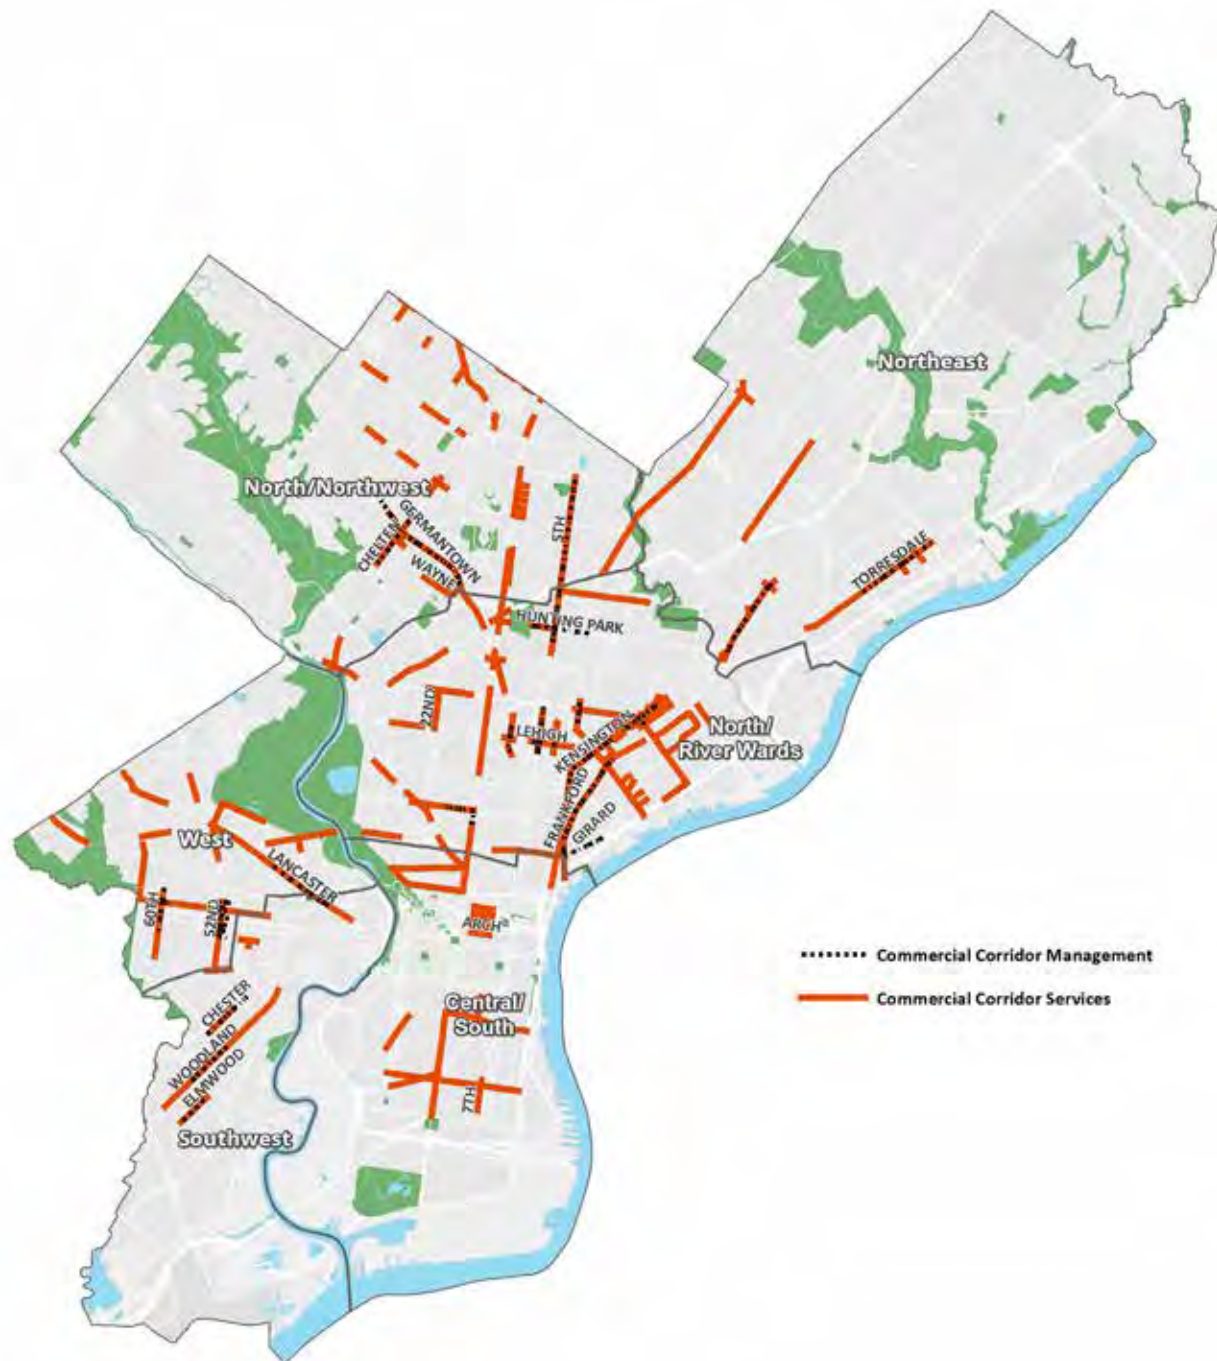 Northeast
North/Northwest
GERMANTOWN
CHELTEN
WAYNE
5TH
TORRESDALE
HUNTING PARK
22ND
LEHIGH
KENSINGTON
North/
River Wards
FRANKFORD
GIRARD
West
LANCASTER
60TH
52ND
ARCH
Commercial Corridor Management
Commercial Corridor Services
CHESTER
Central/
South
WOODLAND
ELMWOOD
7TH
Southwest